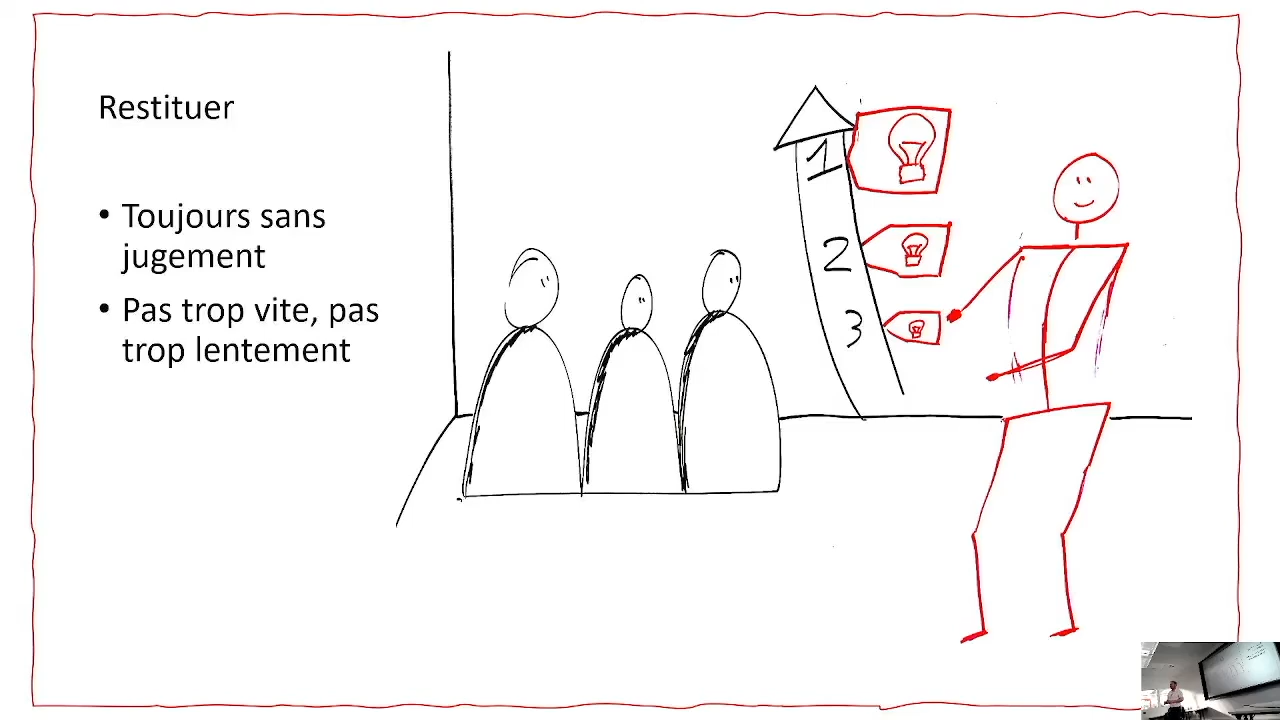 Restituer
• Toujours sans
jugement
• Pas trop vite, pas
trop lentement
1
2
3